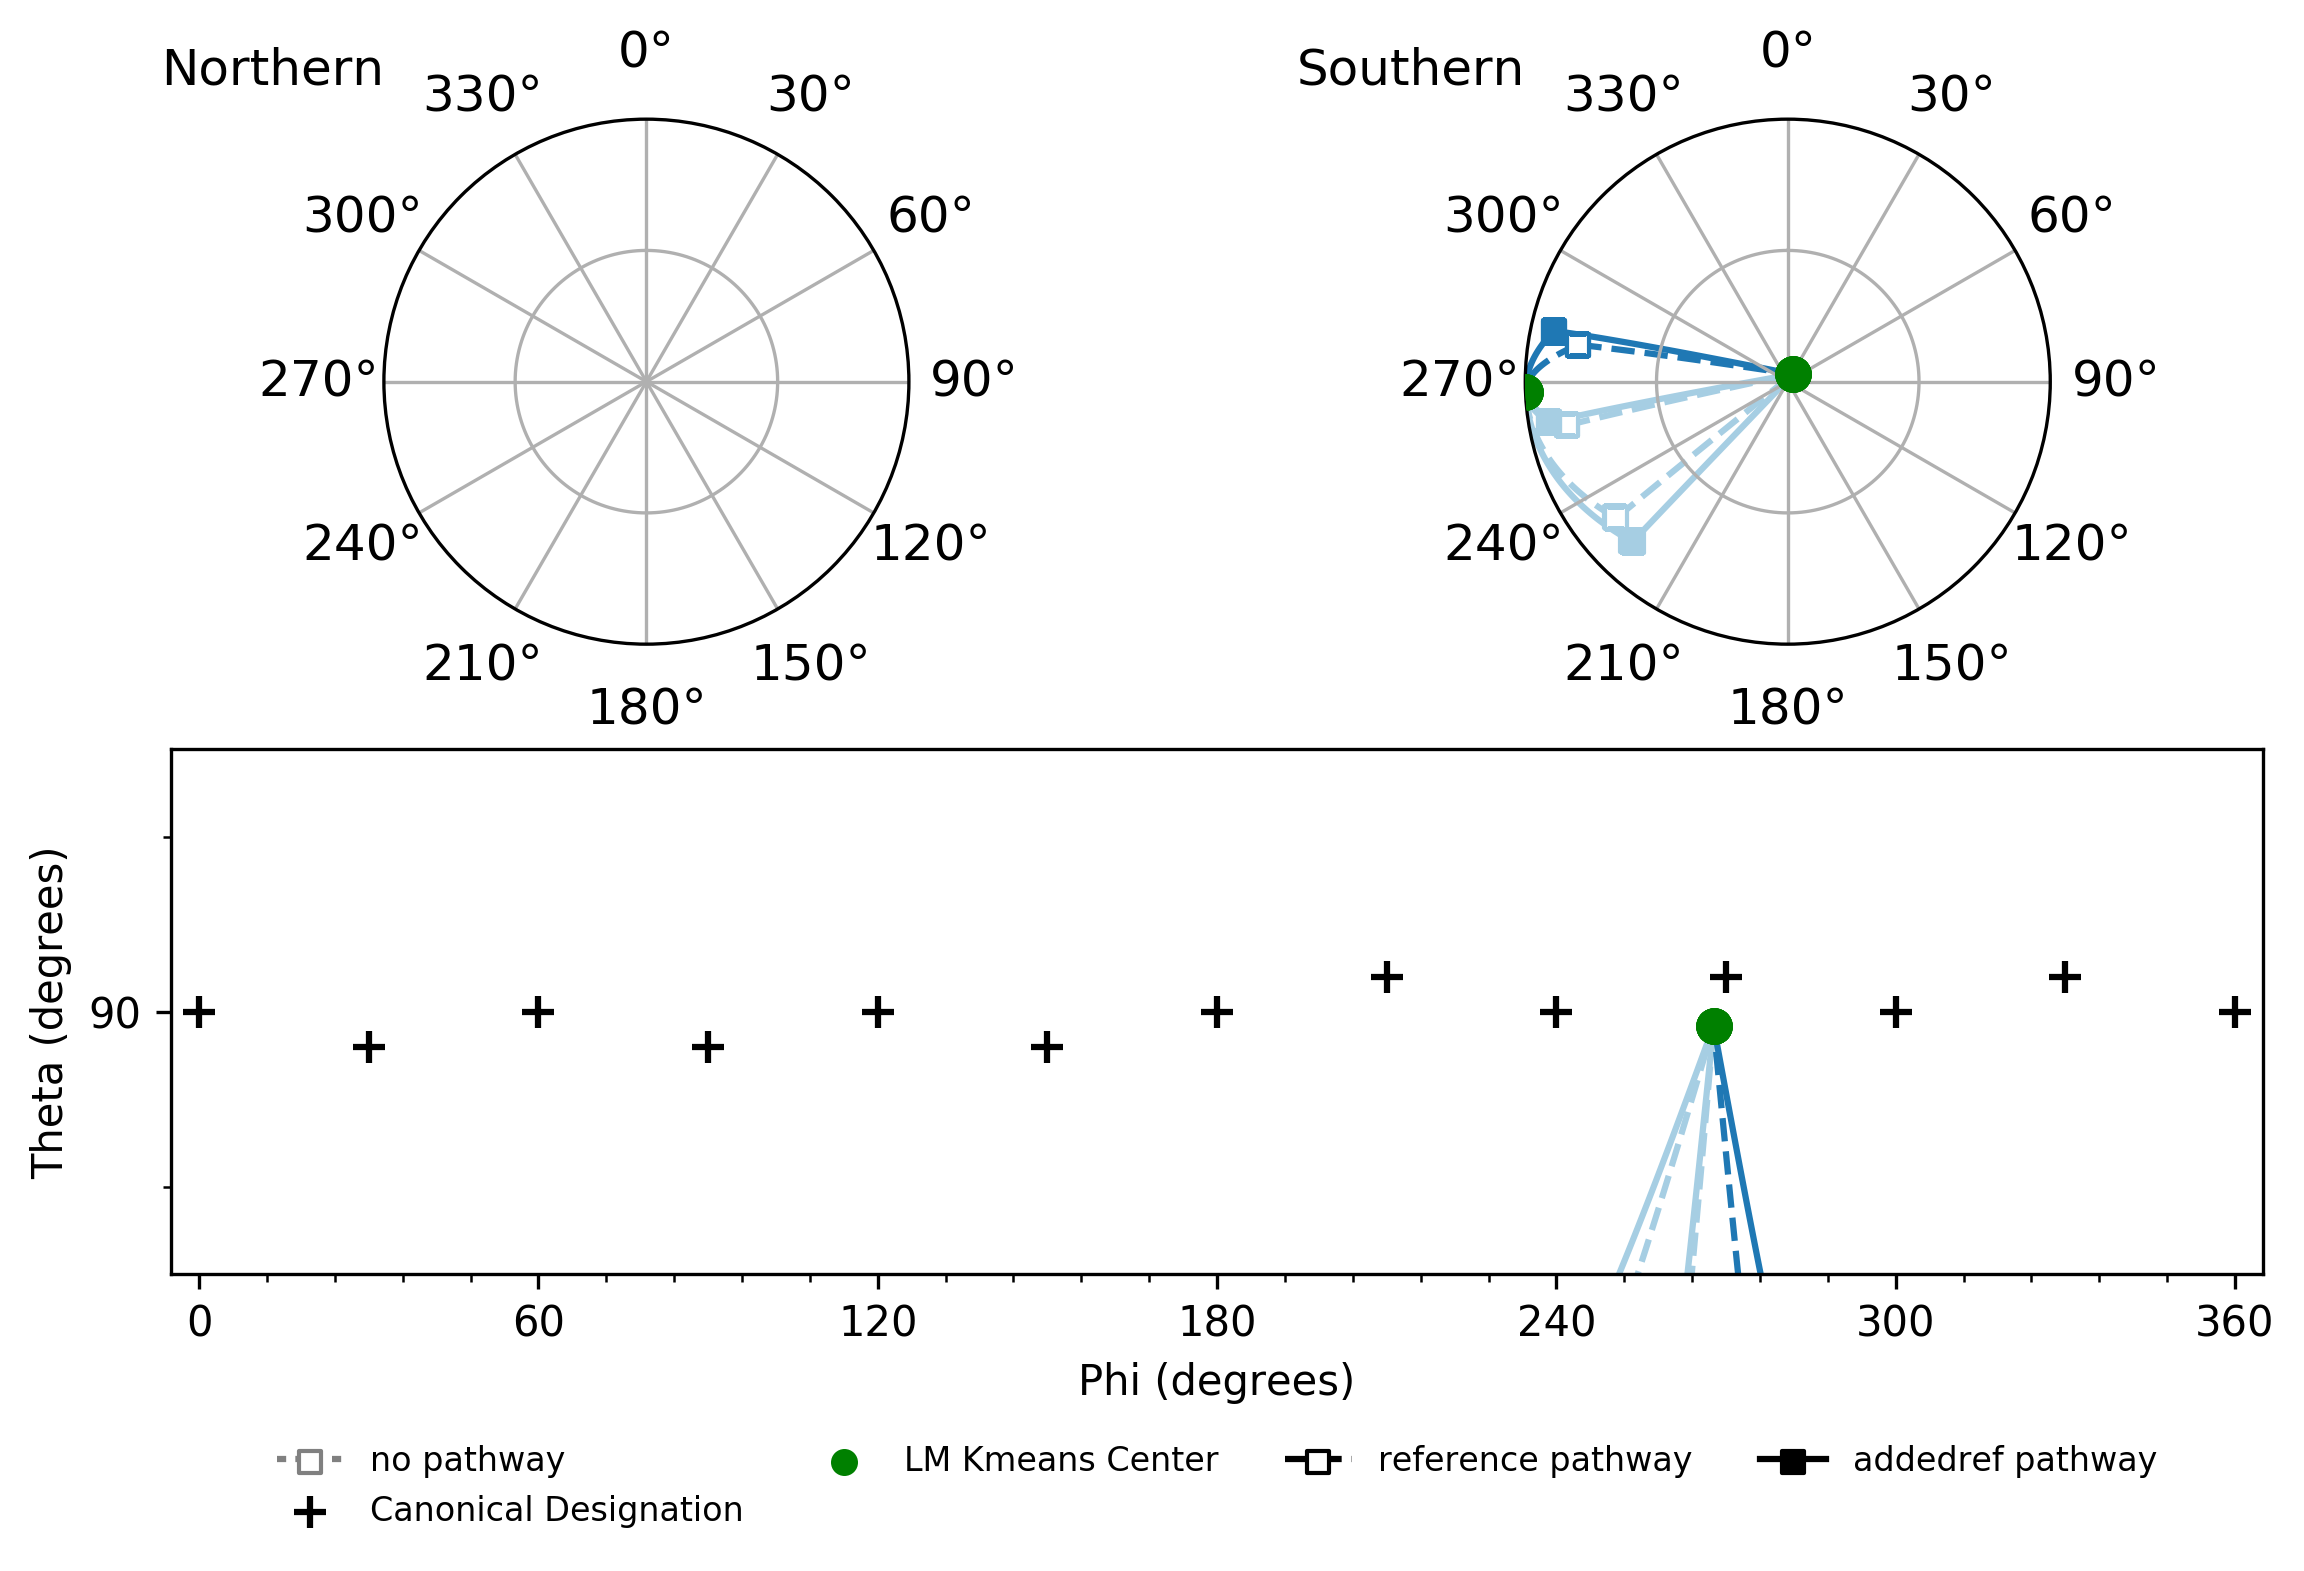 Northern
0°
30°
60°
90°
120°
150°
180°
210°
240°
270°
300°
330°
Southern
0°
30°
60°
90°
120°
150°
180°
210°
240°
270°
300°
330°
Theta (degrees)
90
0 60 120 180 240 300 360
Phi (degrees)
no pathway
Canonical Designation
LM Kmeans Center
reference pathway
addedref pathway